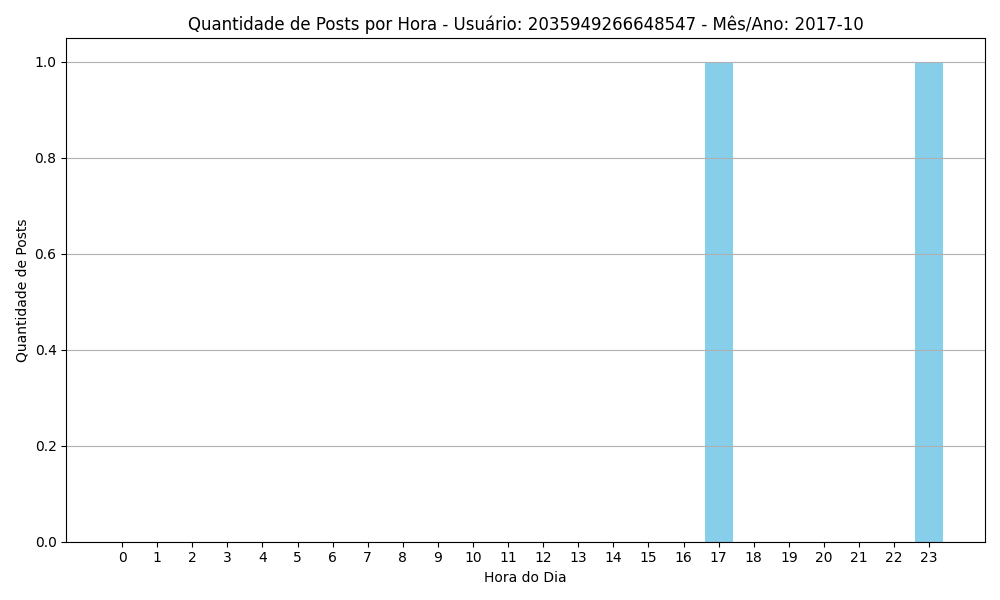 Quantidade de Posts por Hora - Usuário: 2035949266648547 - Mês/Ano: 2017-10
Quantidade de Posts
1.0
0.8
0.6
0.4
0.2
0.0
0 1 2 3 4 5 6 7 8 9 10 11 12 13 14 15 16 17 18 19 20 21 22 23
Hora do Dia